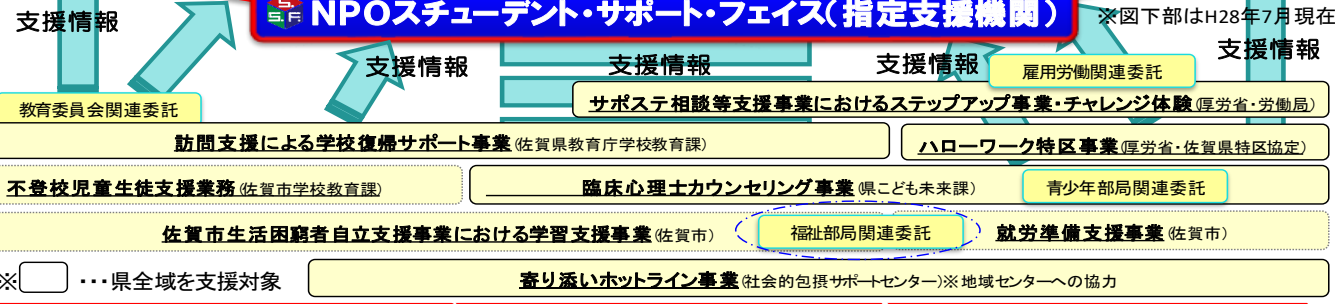 S.
S.F
NPOスチューデント・サポート・フェイス(指定支援機関)
※図下部はH28年7月現在
支援情報
支援情報
支援情報
支援情報
支援情報
雇用労働関連委託
サポステ相談等支援事業におけるステップアップ事業・チャレンジ体験(厚労省・労働局)
教育委員会関連委託
訪問支援による学校復帰サポート事業(佐賀県教育庁学校教育課)
ハローワーク特区事業(厚労省・佐賀県特区協定)
不登校児童生徒支援業務(佐賀市学校教育課)
臨床心理士カウンセリング事業(県こども未来課)
青少年部局関連委託
佐賀市生活困窮者自立支援事業における学習支援事業(佐賀市)
福祉部局関連委託
就労準備支援事業(佐賀市)
※ ・・・県全域を支援対象
寄り添いホットライン事業(社会的包摂サポートセンター)※地域センターへの協力